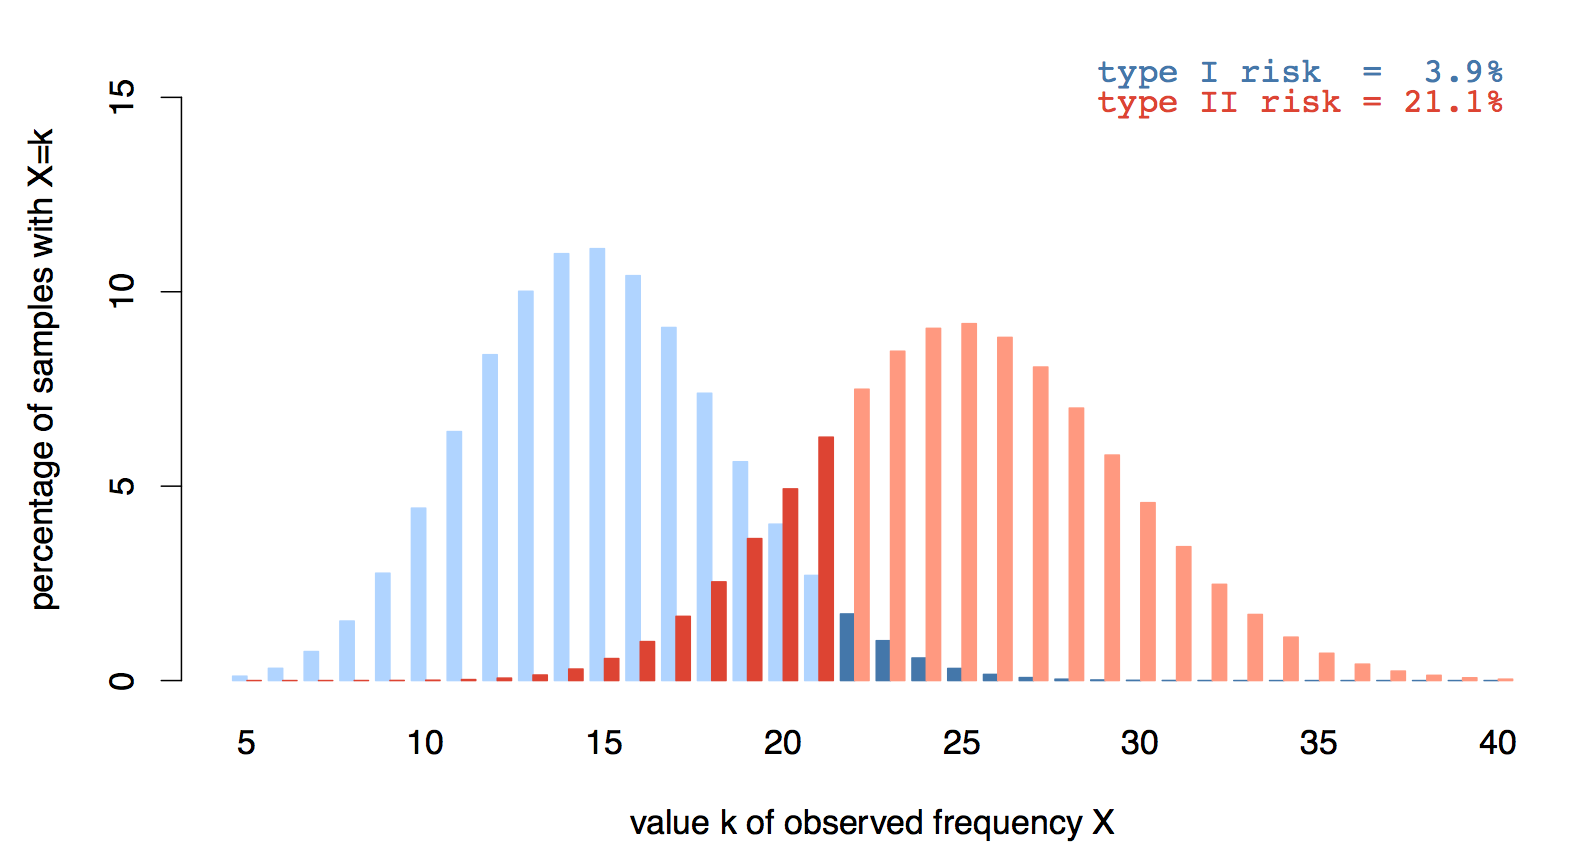 type I risk  =  3.9%
type II risk = 21.1%
percentage of samples with X=k
15
10
5
0
5 10 15 20 25 30 35 40
value k of observed frequency X